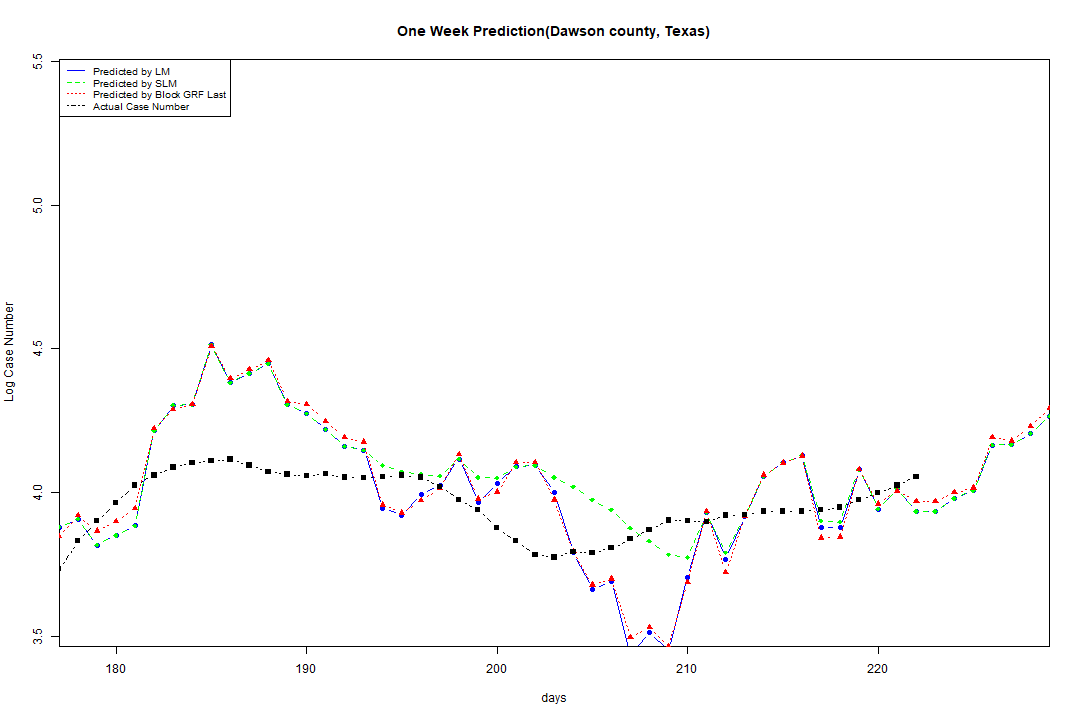 One Week Prediction(Dawson county, Texas)
Predicted by LM
Predicted by SLM
Predicted by Block GRF Last
Actual Case Number
5.5
5.0
4.5
4.0
3.5
Log Case Number
180 190 200 210 220
days